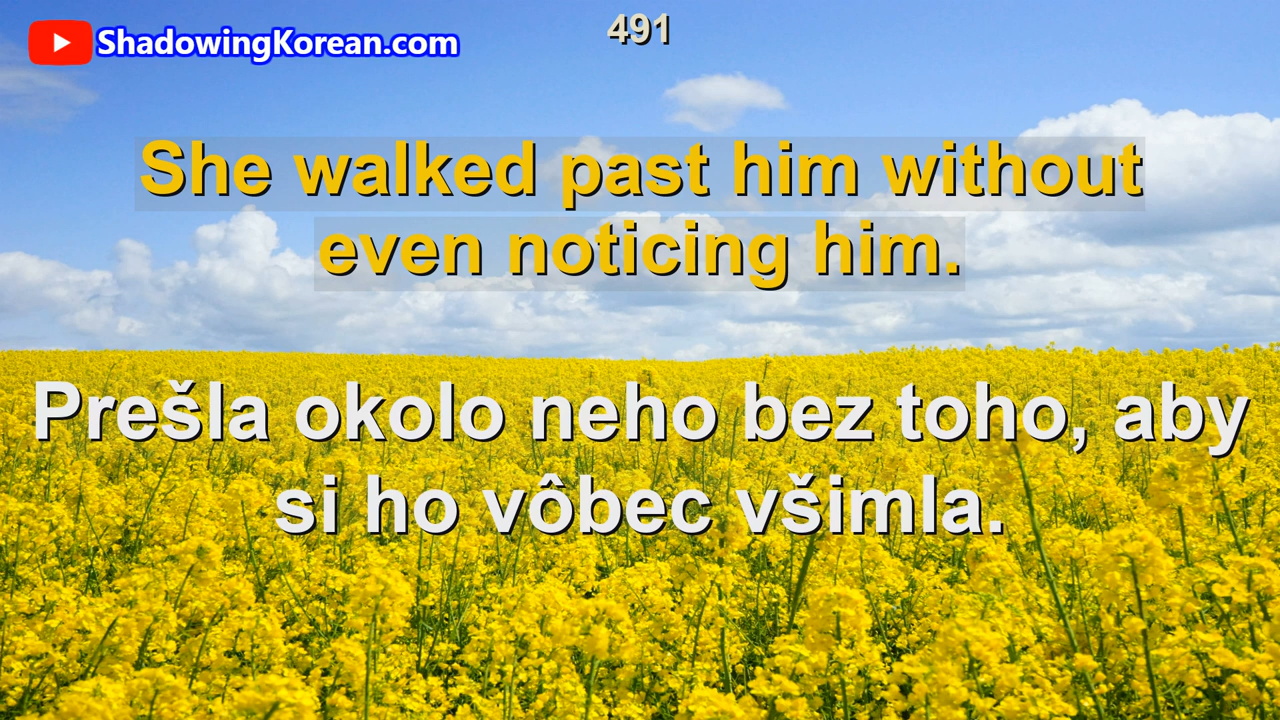 ShadowingKorean.com
491
She walked past him without
even noticing him.
Prešla okolo neho bez toho, aby
si ho vôbec všimla.